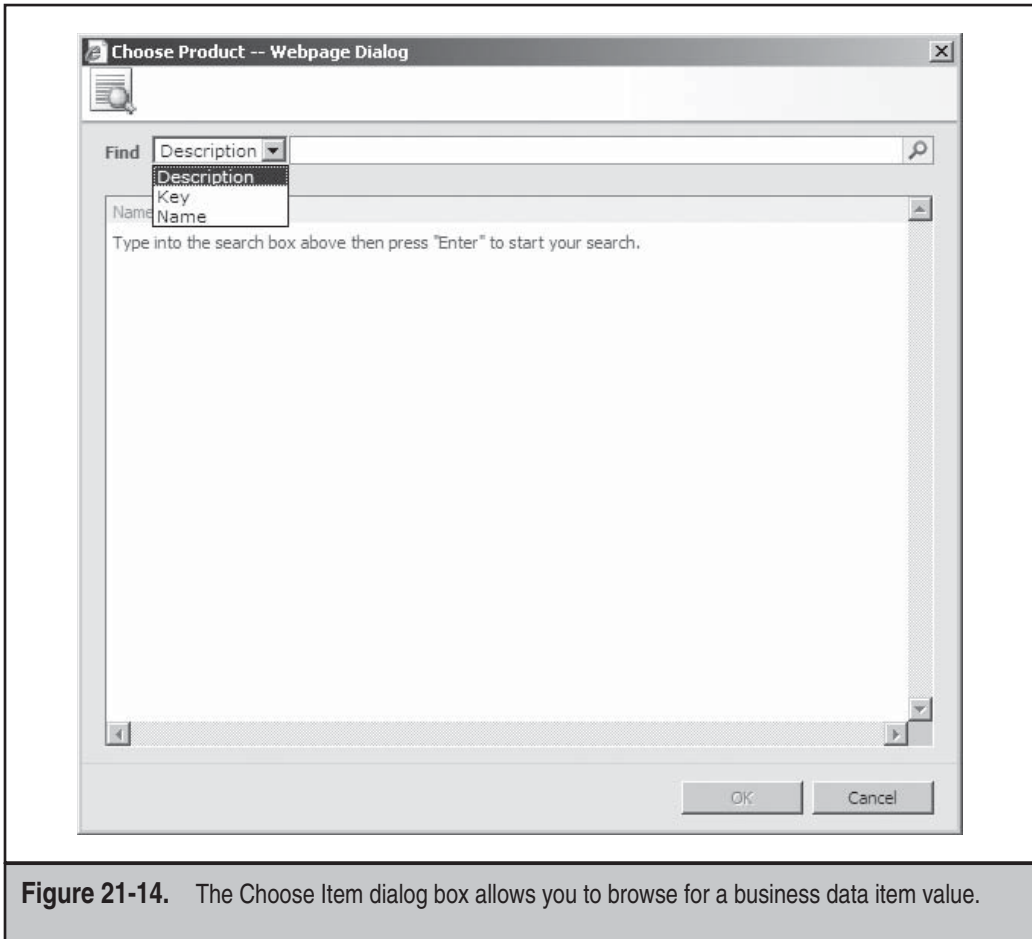 Choose Product -- Webpage Dialog
Find Description
Description
Key
Name
Name
Type into the search box above then press "Enter" to start your search.
OK Cancel
Figure 21-14. The Choose Item dialog box allows you to browse for a business data item value.